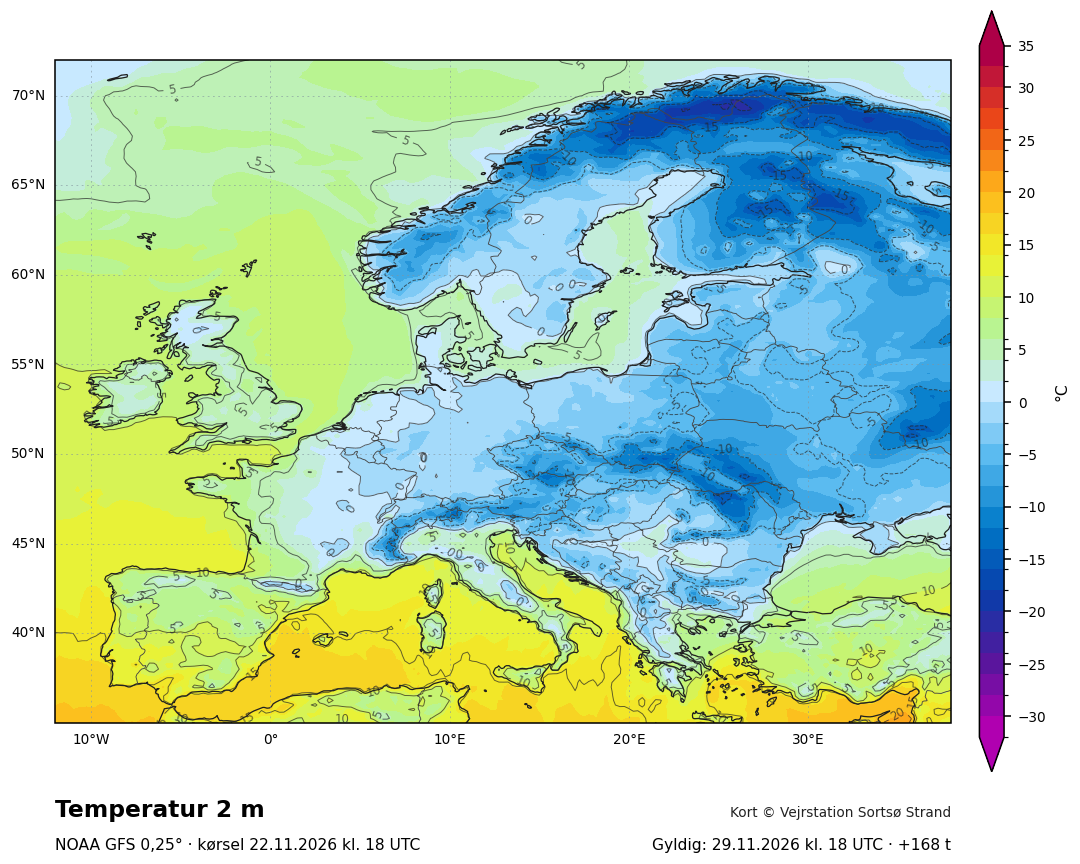 70°N
65°N
60°N
55°N
50°N
45°N
40°N
10°W 0° 10°E 20°E 30°E
35
30
25
20
15
10
5
0
−5
−10
−15
−20
−25
−30
°C
Temperatur 2 m
Kort © Vejrstation Sortsø Strand
NOAA GFS 0,25° · kørsel 22.11.2026 kl. 18 UTC
Gyldig: 29.11.2026 kl. 18 UTC · +168 t